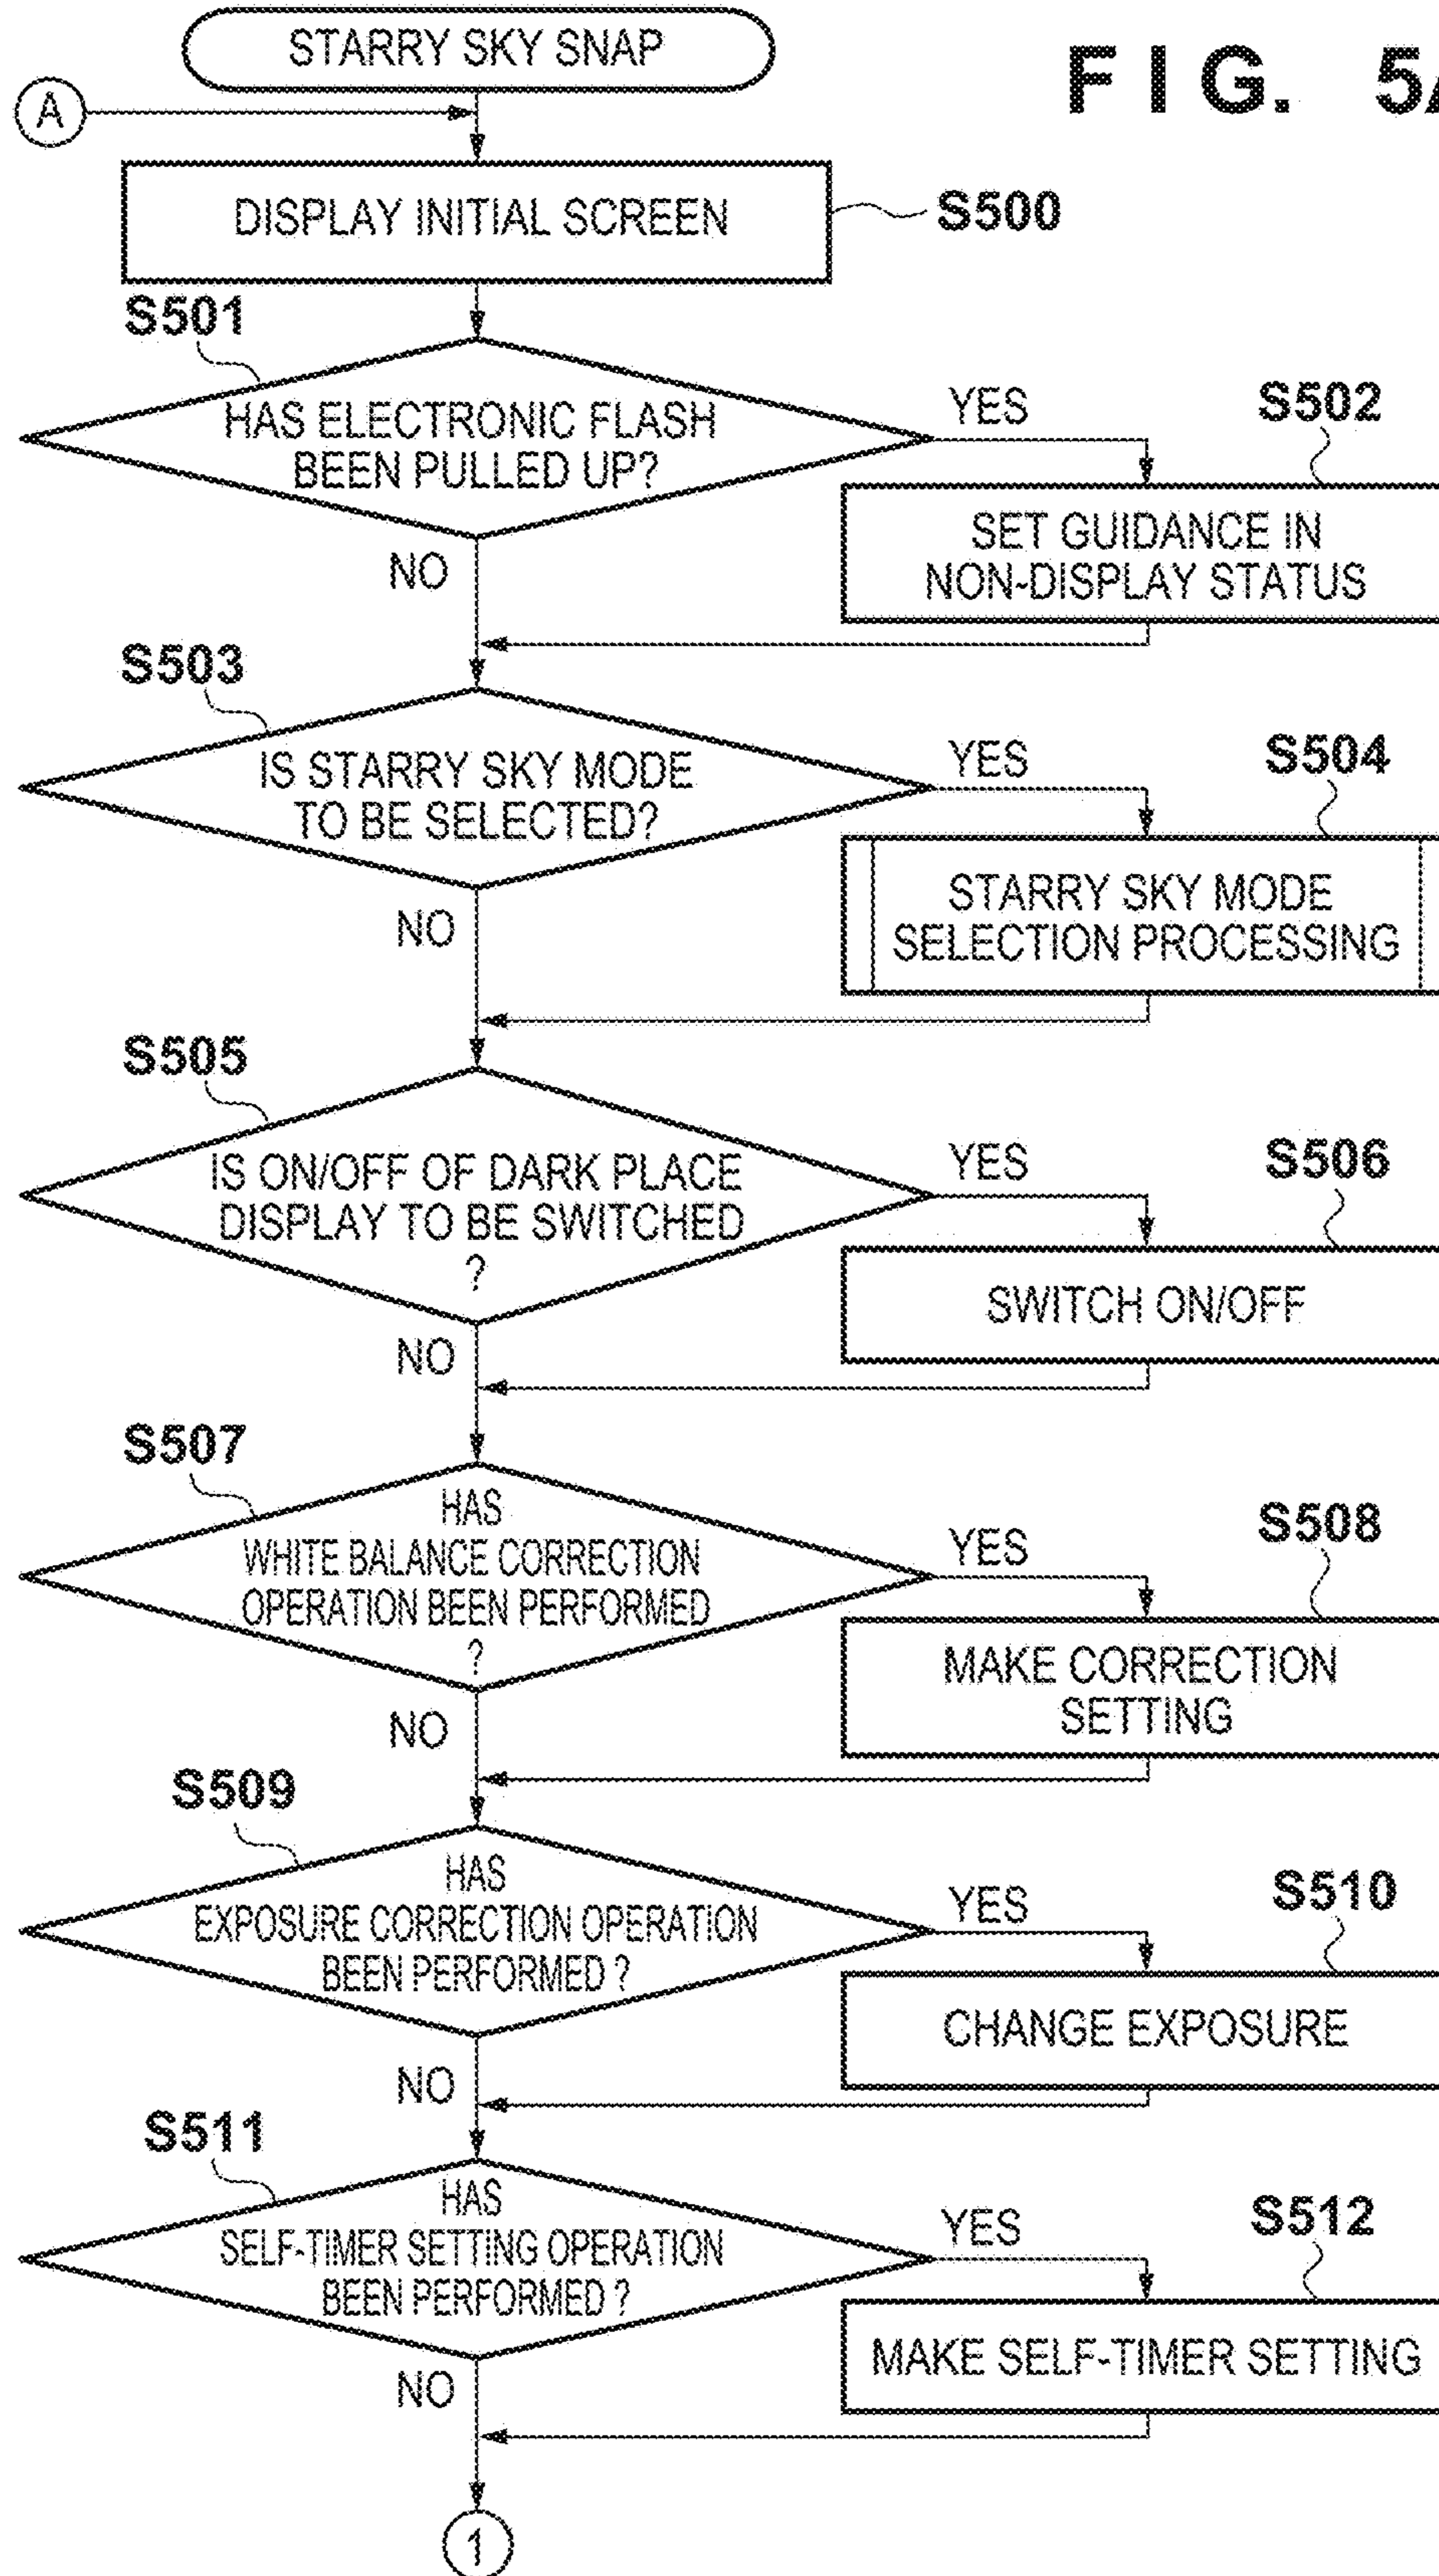 STARRY SKY SNAP
FIG. 5A
A
DISPLAY INITIAL SCREEN
S500
S501
HAS ELECTRONIC FLASH
BEEN PULLED UP?
YES
NO
S502
SET GUIDANCE IN
NON-DISPLAY STATUS
S503
IS STARRY SKY MODE
TO BE SELECTED?
YES
NO
S504
STARRY SKY MODE
SELECTION PROCESSING
S505
IS ON/OFF OF DARK PLACE
DISPLAY TO BE SWITCHED
?
YES
NO
S506
SWITCH ON/OFF
S507
HAS
WHITE BALANCE CORRECTION
OPERATION BEEN PERFORMED
?
YES
NO
S508
MAKE CORRECTION
SETTING
S509
HAS
EXPOSURE CORRECTION OPERATION
BEEN PERFORMED ?
YES
NO
S510
CHANGE EXPOSURE
S511
HAS
SELF-TIMER SETTING OPERATION
BEEN PERFORMED ?
YES
NO
S512
MAKE SELF-TIMER SETTING
1